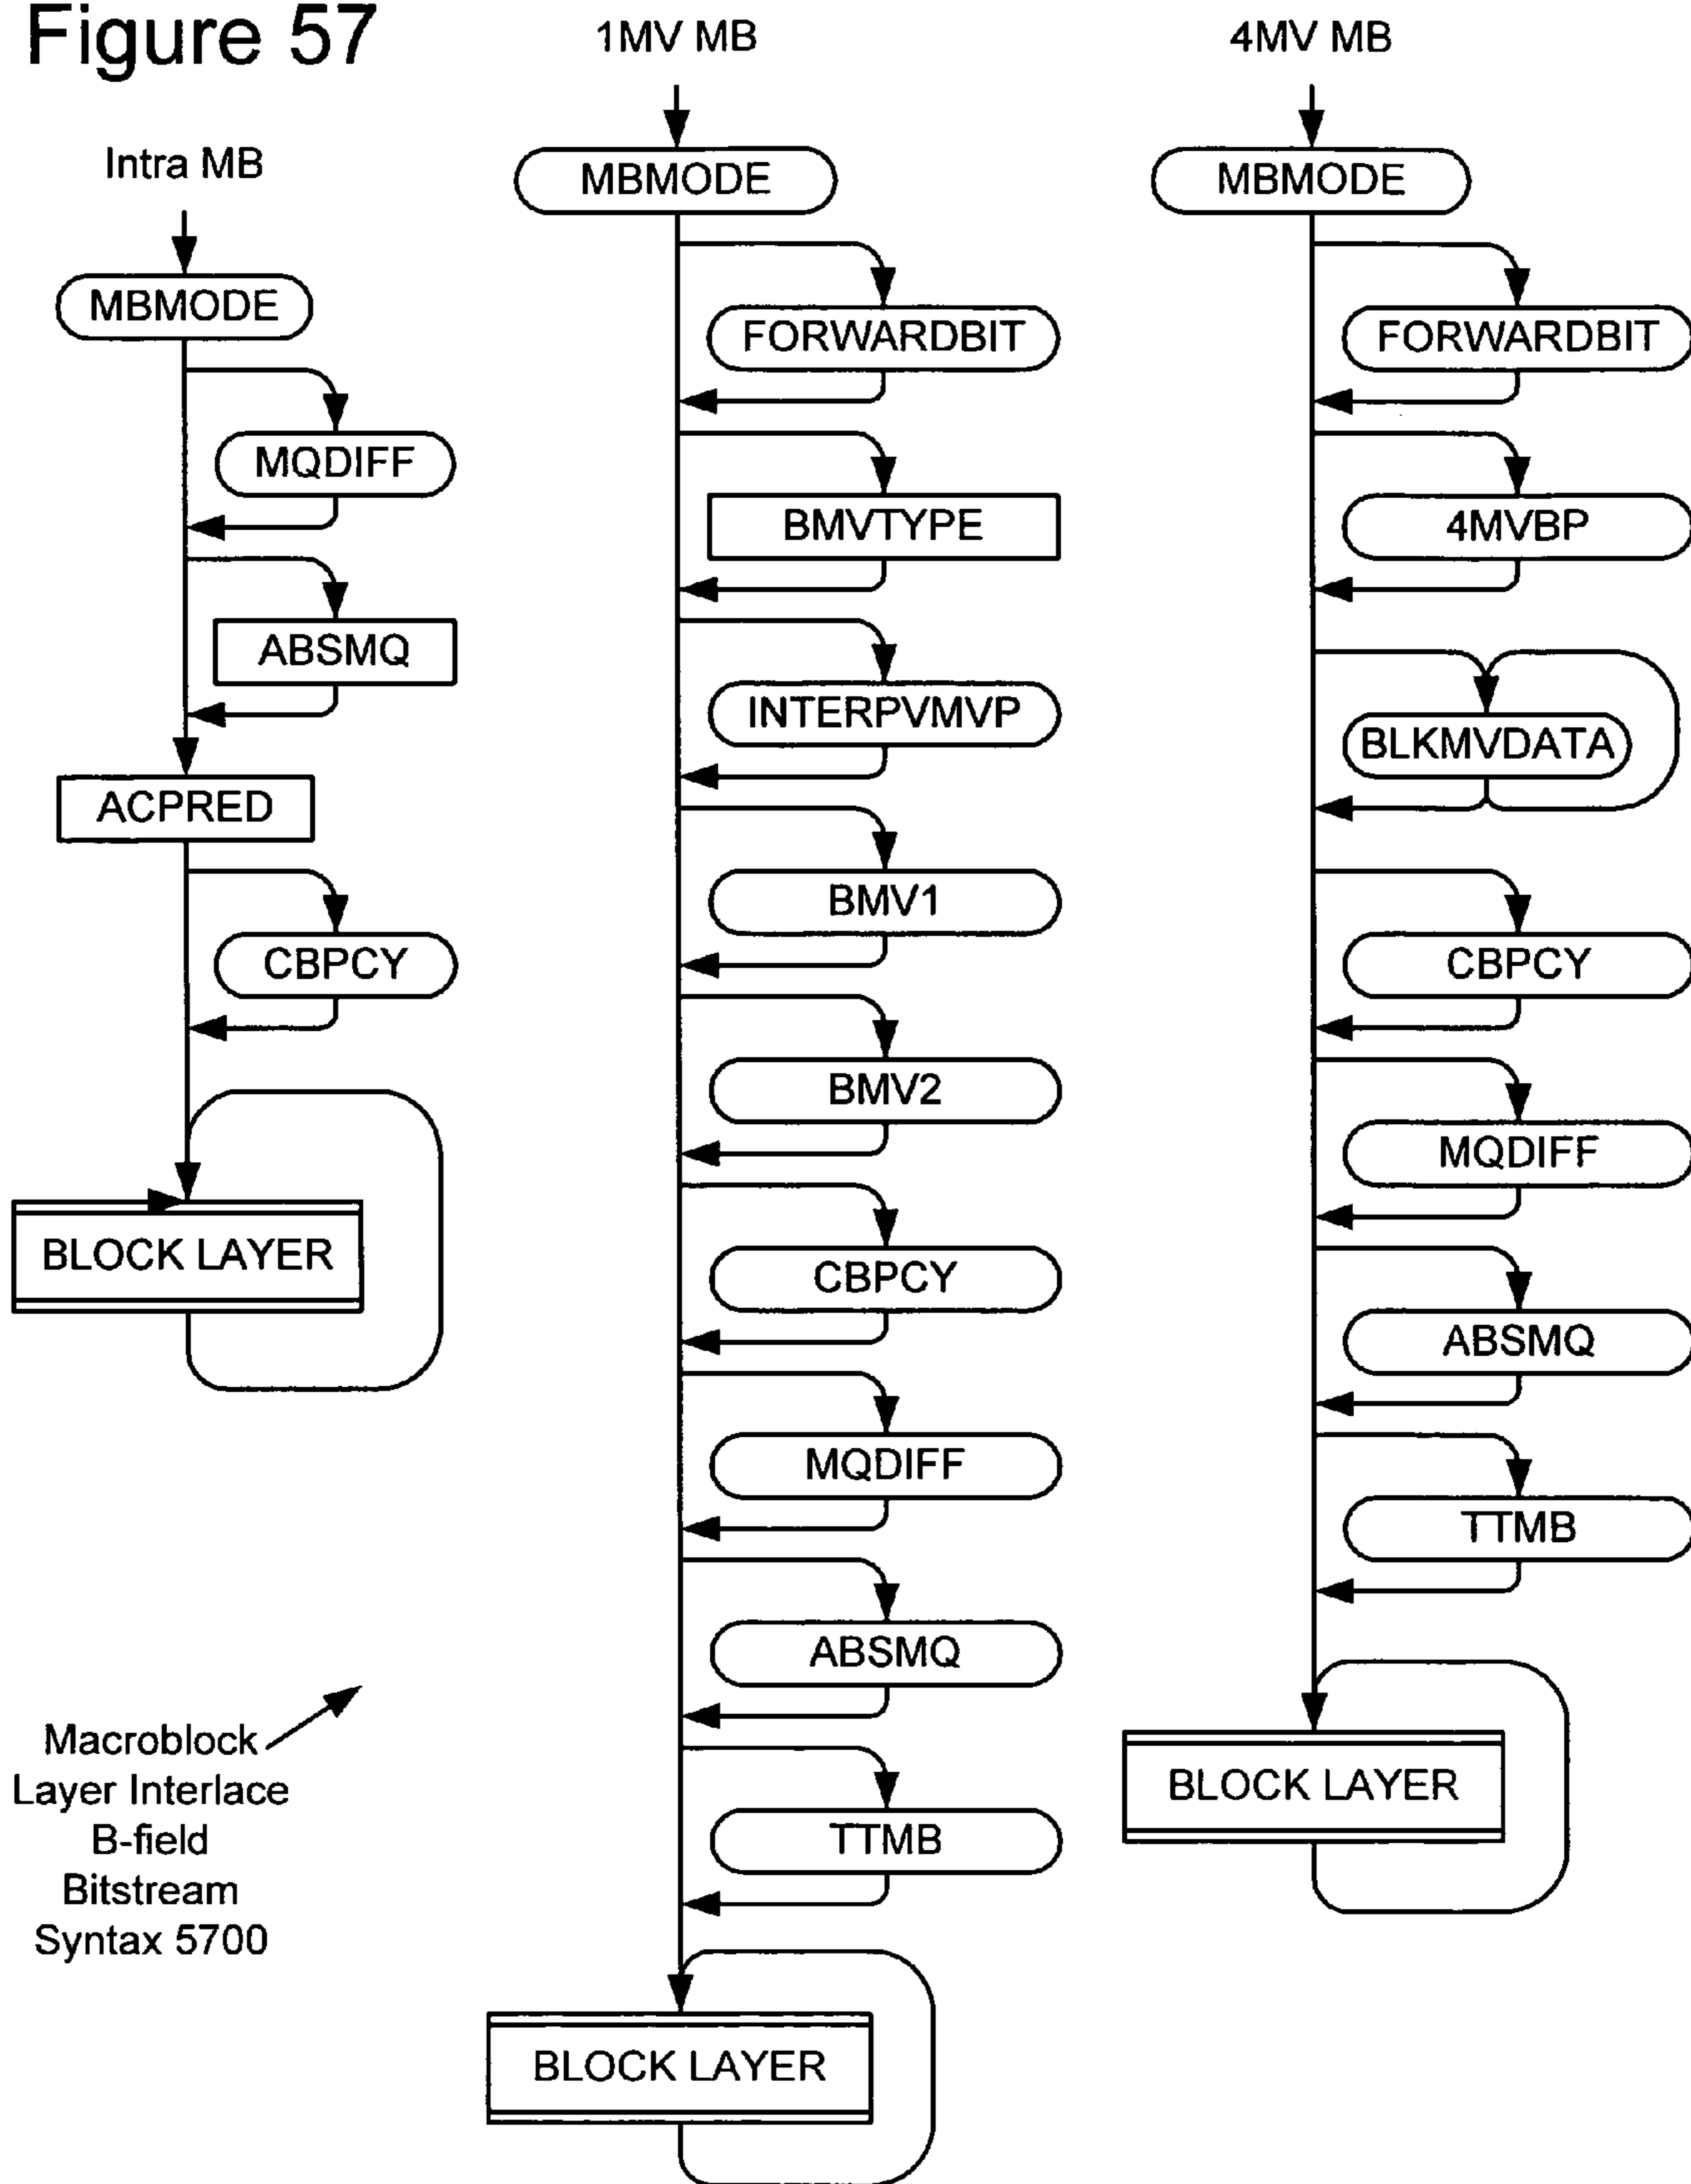 Figure 57
Intra MB
MBMODE
MQDIFF
ABSMQ
ACPRED
CBPCY
BLOCK LAYER
Macroblock
Layer Interlace
B-field
Bitstream
Syntax 5700
1MV MB
MBMODE
FORWARDBIT
BMVTYPE
INTERPVMVP
BMV1
BMV2
CBPCY
MQDIFF
ABSMQ
TTMB
BLOCK LAYER
4MV MB
MBMODE
FORWARDBIT
4MVBP
BLKMVDATA
CBPCY
MQDIFF
ABSMQ
TTMB
BLOCK LAYER